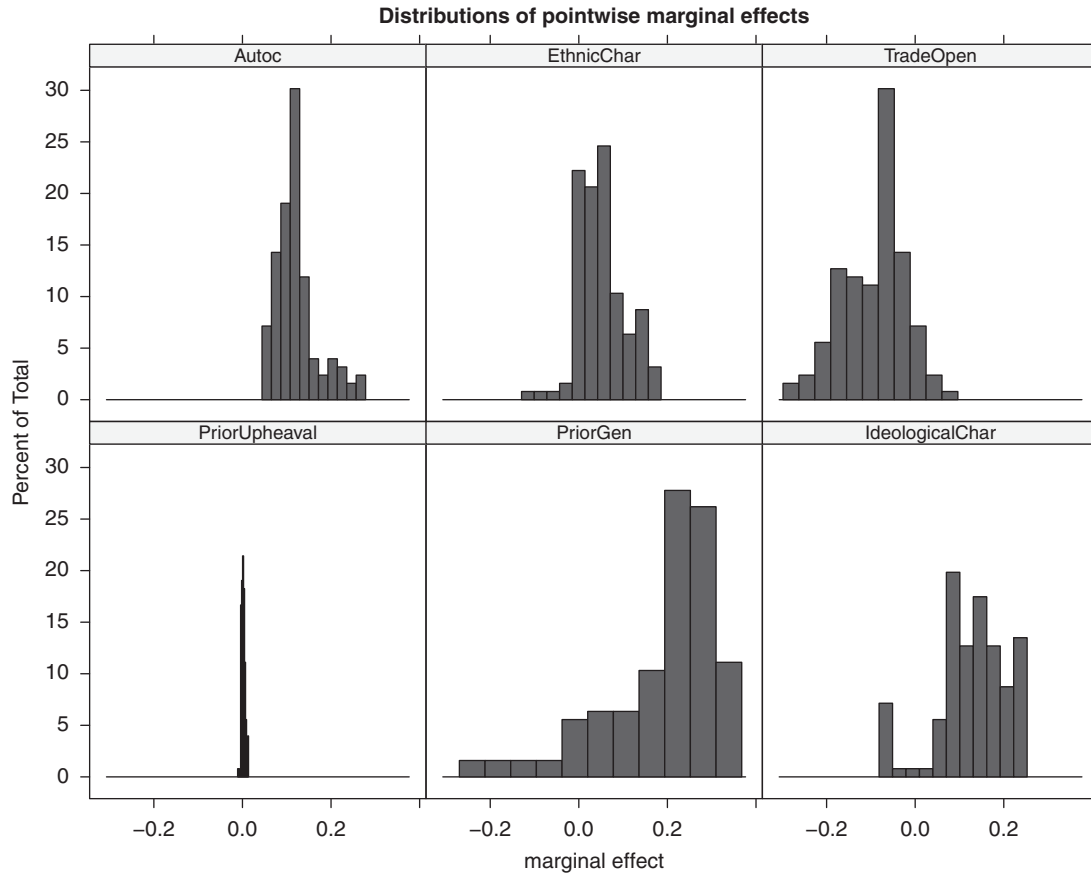 Distributions of pointwise marginal effects
Autoc
EthnicChar
TradeOpen
30
25
20
15
10
5
0
PriorUpheaval
PriorGen
IdeologicalChar
30
25
20
15
10
5
0
Percent of Total
−0.2 0.0 0.2
−0.2 0.0 0.2
−0.2 0.0 0.2
marginal effect